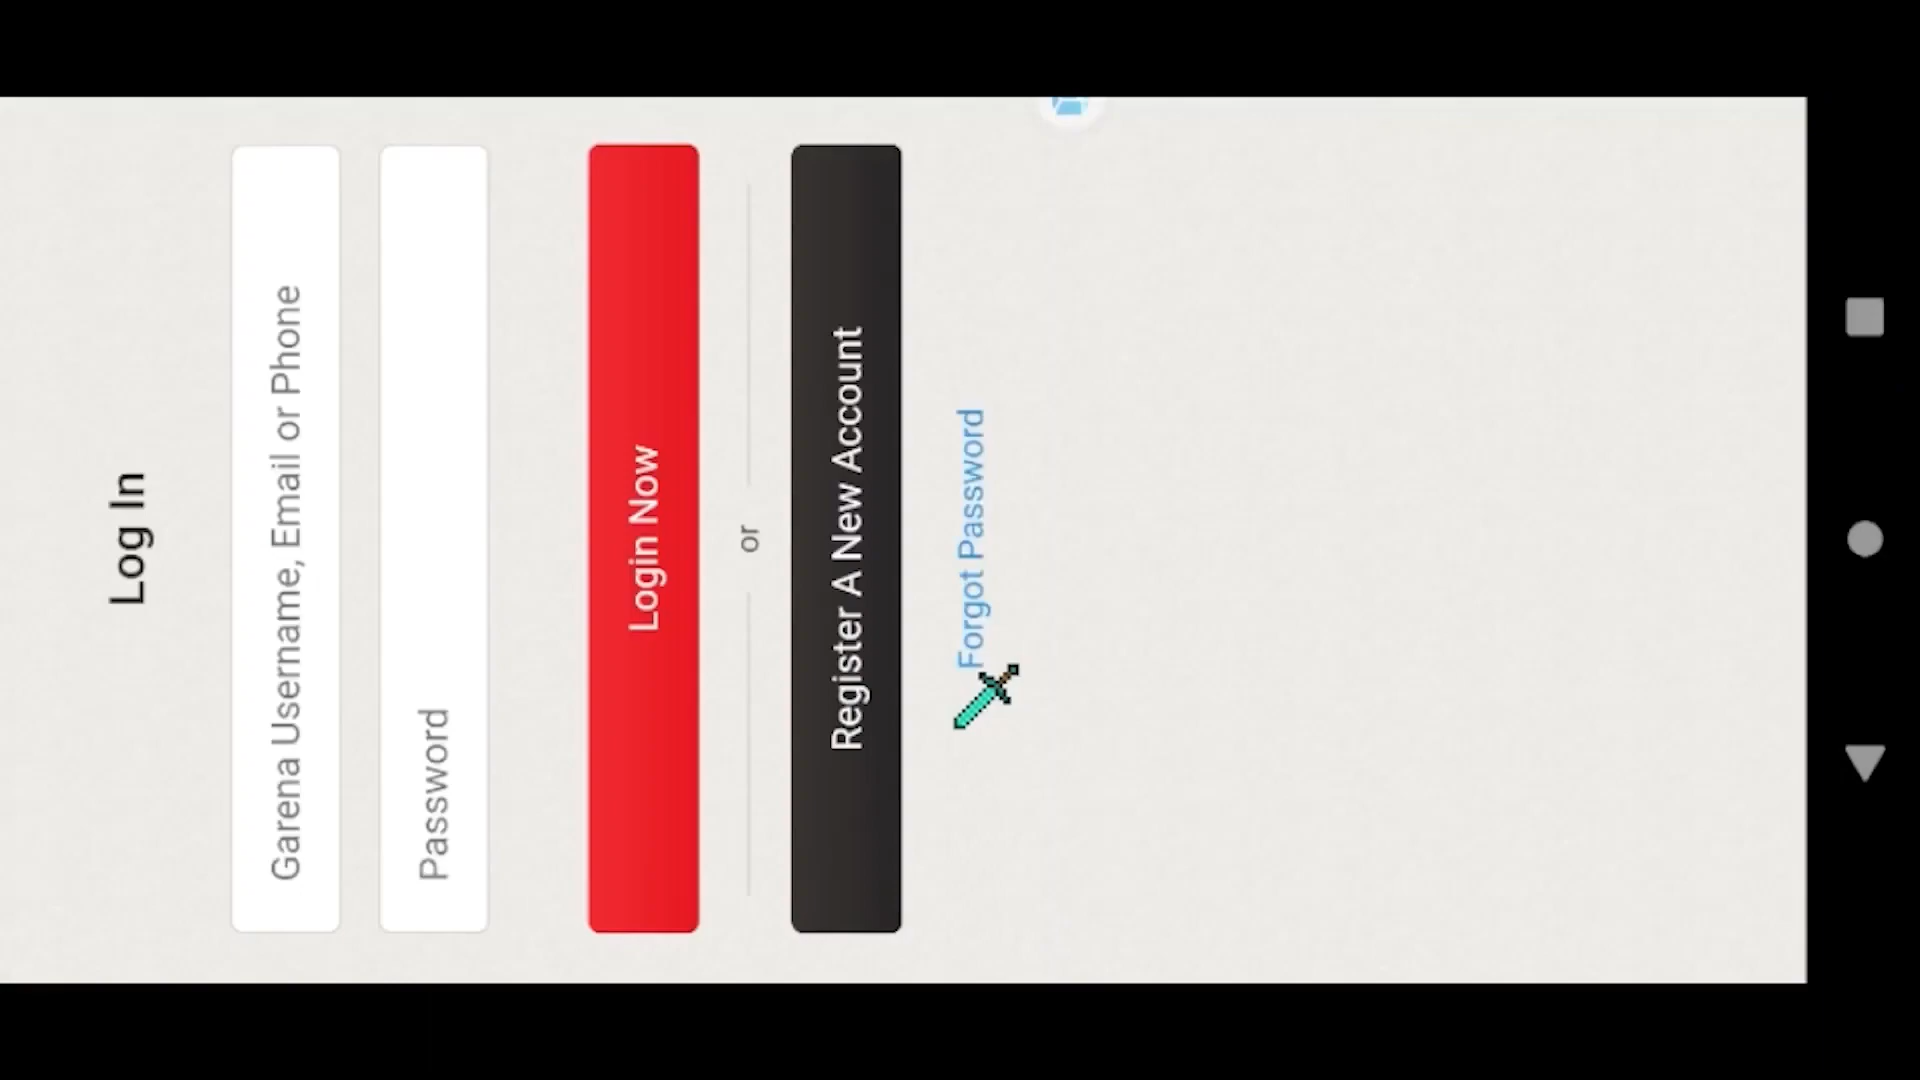 Log In
Garena Username, Email or Phone
Password
Login Now
or
Register A New Account
Forgot Password